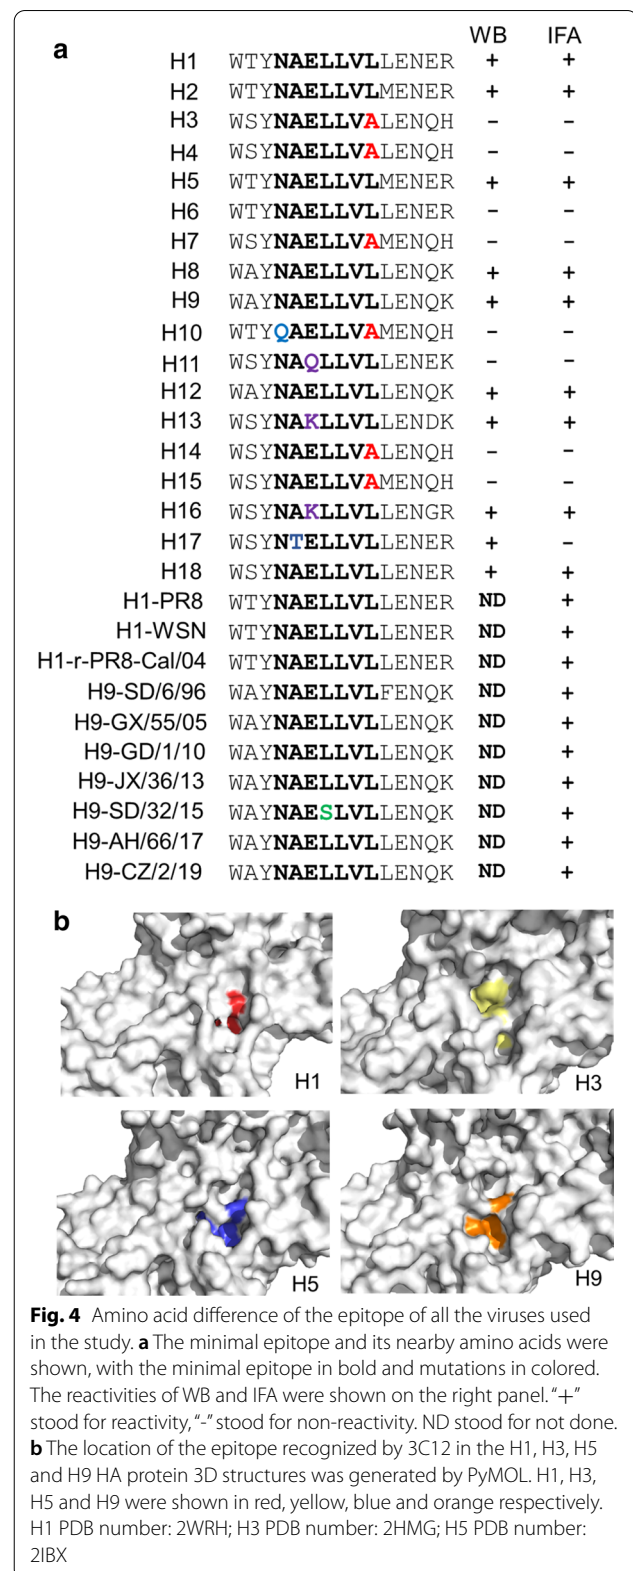 a WB IFA
H1 WTYNAELLVLLENER + +
H2 WTYNAELLVLMENER + +
H3 WSYNAELLVALENQH – –
H4 WSYNAELLVALENQH – –
H5 WTYNAELLVLMENER + +
H6 WTYNAELLVLLENER – –
H7 WSYNAELLVAMENQH – –
H8 WAYNAELLVLLENQK + +
H9 WAYNAELLVLLENQK + +
H10 WTYQAELLVAMENQH – –
H11 WSYNAQLLVLLENEK – –
H12 WAYNAELLVLLENQK + +
H13 WSYNAKLLVLLENDK + +
H14 WSYNAELLVALENQH – –
H15 WSYNAELLVAMENQH – –
H16 WSYNAKLLVLLENGR + +
H17 WSYNTELLVLLENER + –
H18 WSYNAELLVLLENER + +
H1-PR8 WTYNAELLVLLENER ND +
H1-WSN WTYNAELLVLLENER ND +
H1-r-PR8-Cal/04 WTYNAELLVLLENER ND +
H9-SD/6/96 WAYNAELLVLFENQK ND +
H9-GX/55/05 WAYNAELLVLLENQK ND +
H9-GD/1/10 WAYNAELLVLLENQK ND +
H9-JX/36/13 WAYNAELLVLLENQK ND +
H9-SD/32/15 WAYNAESLVLLENQK ND +
H9-AH/66/17 WAYNAELLVLLENQK ND +
H9-CZ/2/19 WAYNAELLVLLENQK ND +
b
H1
H3
H5
H9
Fig. 4 Amino acid difference of the epitope of all the viruses used
in the study. a The minimal epitope and its nearby amino acids were
shown, with the minimal epitope in bold and mutations in colored.
The reactivities of WB and IFA were shown on the right panel. “+”
stood for reactivity, “-” stood for non-reactivity. ND stood for not done.
b The location of the epitope recognized by 3C12 in the H1, H3, H5
and H9 HA protein 3D structures was generated by PyMOL. H1, H3,
H5 and H9 were shown in red, yellow, blue and orange respectively.
H1 PDB number: 2WRH; H3 PDB number: 2HMG; H5 PDB number:
2IBX